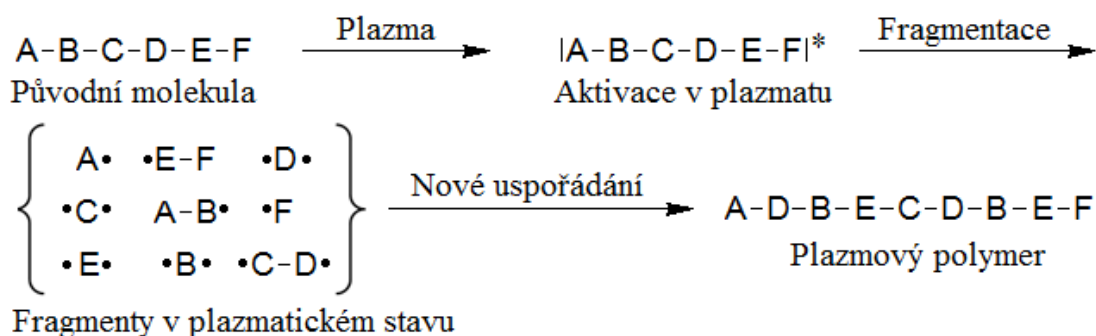 A-B-C-D-E-F Plazma |A-B-C-D-E-F|* Fragmentace
Původní molekula Aktivace v plazmatu
A• •E-F •D•
•C• A-B• •F Nové uspořádání A-D-B-E-C-D-B-E-F
•E• •B• •C-D• Plazmový polymer
Fragmenty v plazmatickém stavu